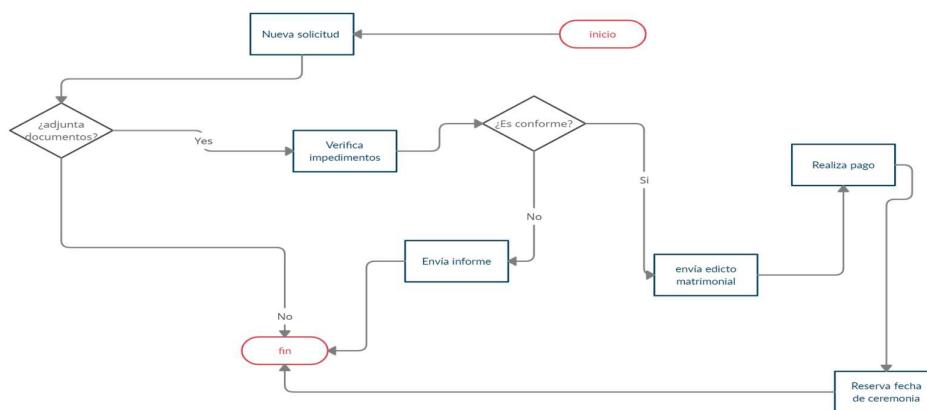 Nueva solicitud
inicio
¿adjunta
documentos?
Yes
Verifica
impedimentos
¿Es conforme?
Si
No
Realiza pago
Envía informe
envía edicto
matrimonial
No
fin
Reserva fecha
de ceremonia